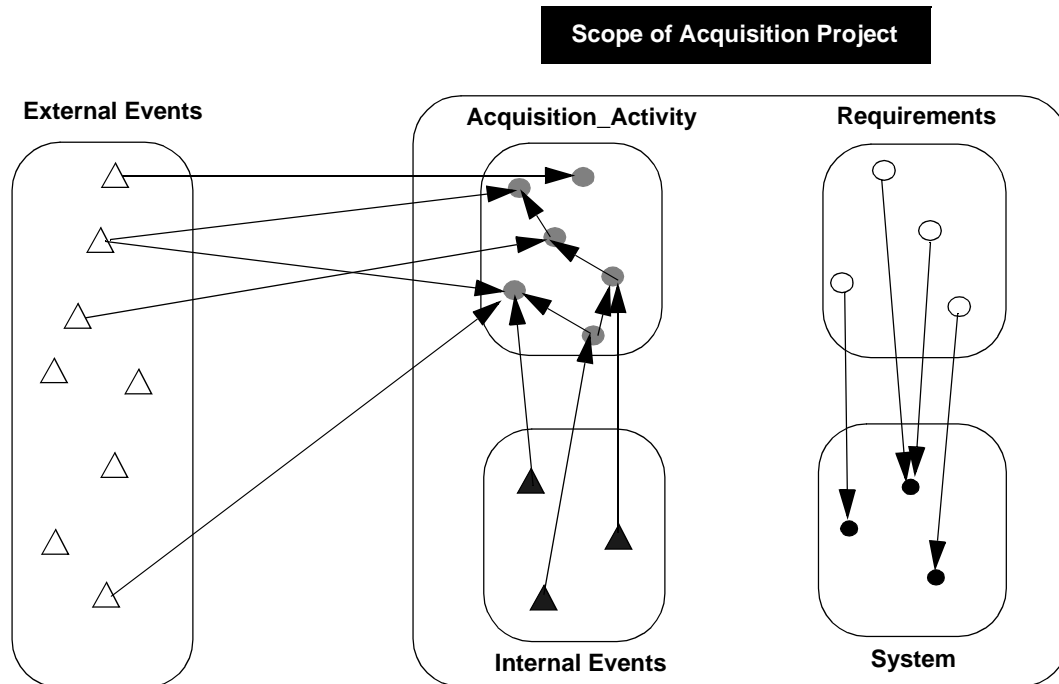 Scope of Acquisition Project
External Events
Acquisition_Activity
Requirements
Internal Events
System